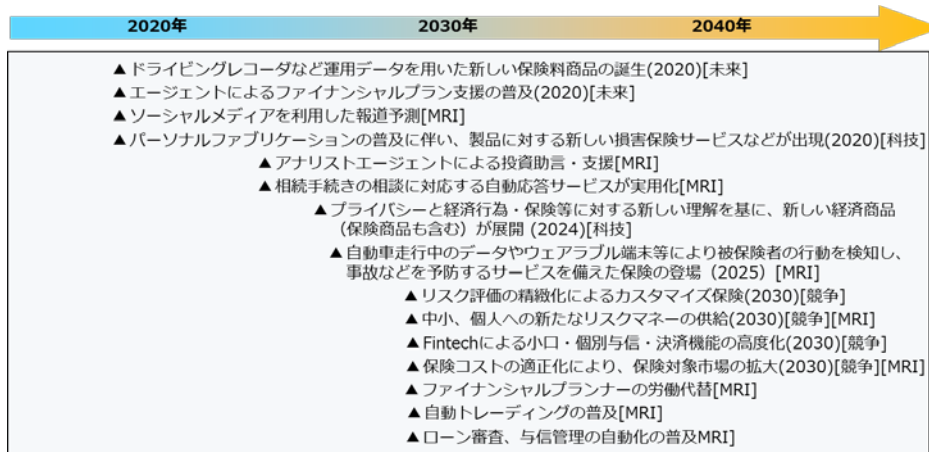 2020年 2030年 2040年
▲ドライビングレコーダなど運用データを用いた新しい保険料商品の誕生(2020)[未来]
▲エージェントによるファイナンシャルプラン支援の普及(2020)[未来]
▲ソーシャルメディアを利用した報道予測[MRI]
▲パーソナルファブリケーションの普及に伴い、製品に対する新しい損害保険サービスなどが出現(2020)[科技]
▲アナリストエージェントによる投資助言・支援[MRI]
▲相続手続きの相談に対応する自動応答サービスが実用化[MRI]
▲プライバシーと経済行為・保険等に対する新しい理解を基に、新しい経済商品
（保険商品も含む）が展開 (2024)[科技]
▲自動車走行中のデータやウェアラブル端末等により被保険者の行動を検知し、
事故などを予防するサービスを備えた保険の登場（2025）[MRI]
▲リスク評価の精緻化によるカスタマイズ保険(2030)[競争]
▲中小、個人への新たなリスクマネーの供給(2030)[競争][MRI]
▲Fintechによる小口・個別与信・決済機能の高度化(2030)[競争]
▲保険コストの適正化により、保険対象市場の拡大(2030)[競争][MRI]
▲ファイナンシャルプランナーの労働代替[MRI]
▲自動トレーディングの普及[MRI]
▲ローン審査、与信管理の自動化の普及MRI]